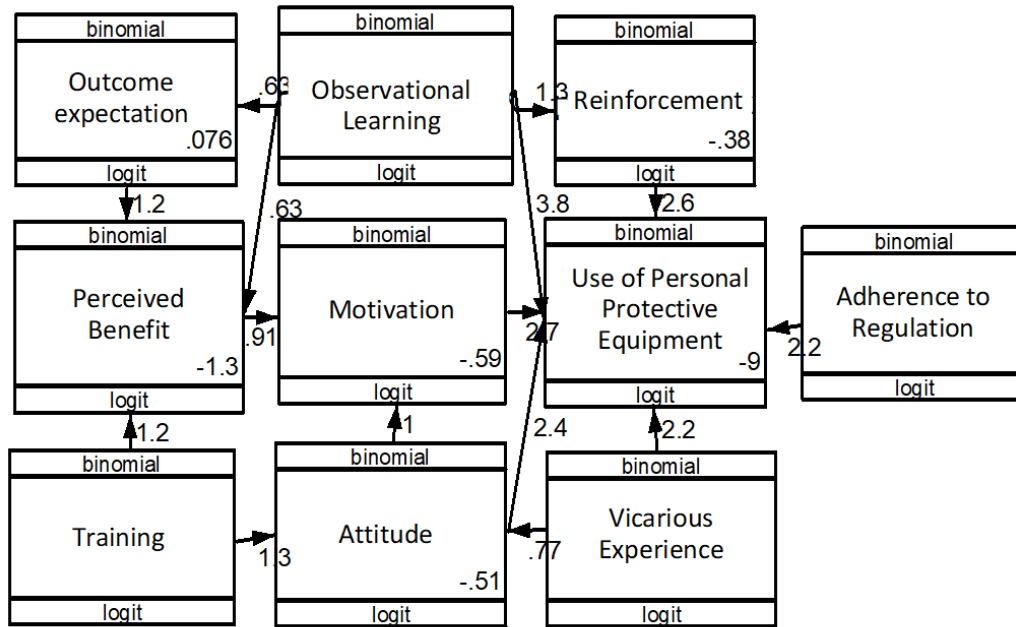 binomial
Outcome
expectation
.076
logit
.63
binomial
Observational
Learning
logit
1.3
binomial
Reinforcement
-.38
logit
1.2
.63
3.8
2.6
binomial
Perceived
Benefit
-1.3
logit
.91
binomial
Motivation
-.59
logit
2.7
binomial
Use of Personal
Protective
Equipment
-9
logit
2.2
binomial
Adherence to
Regulation
logit
1.2
1
2.4
2.2
binomial
Training
logit
1.3
binomial
Attitude
-.51
logit
.77
binomial
Vicarious
Experience
logit